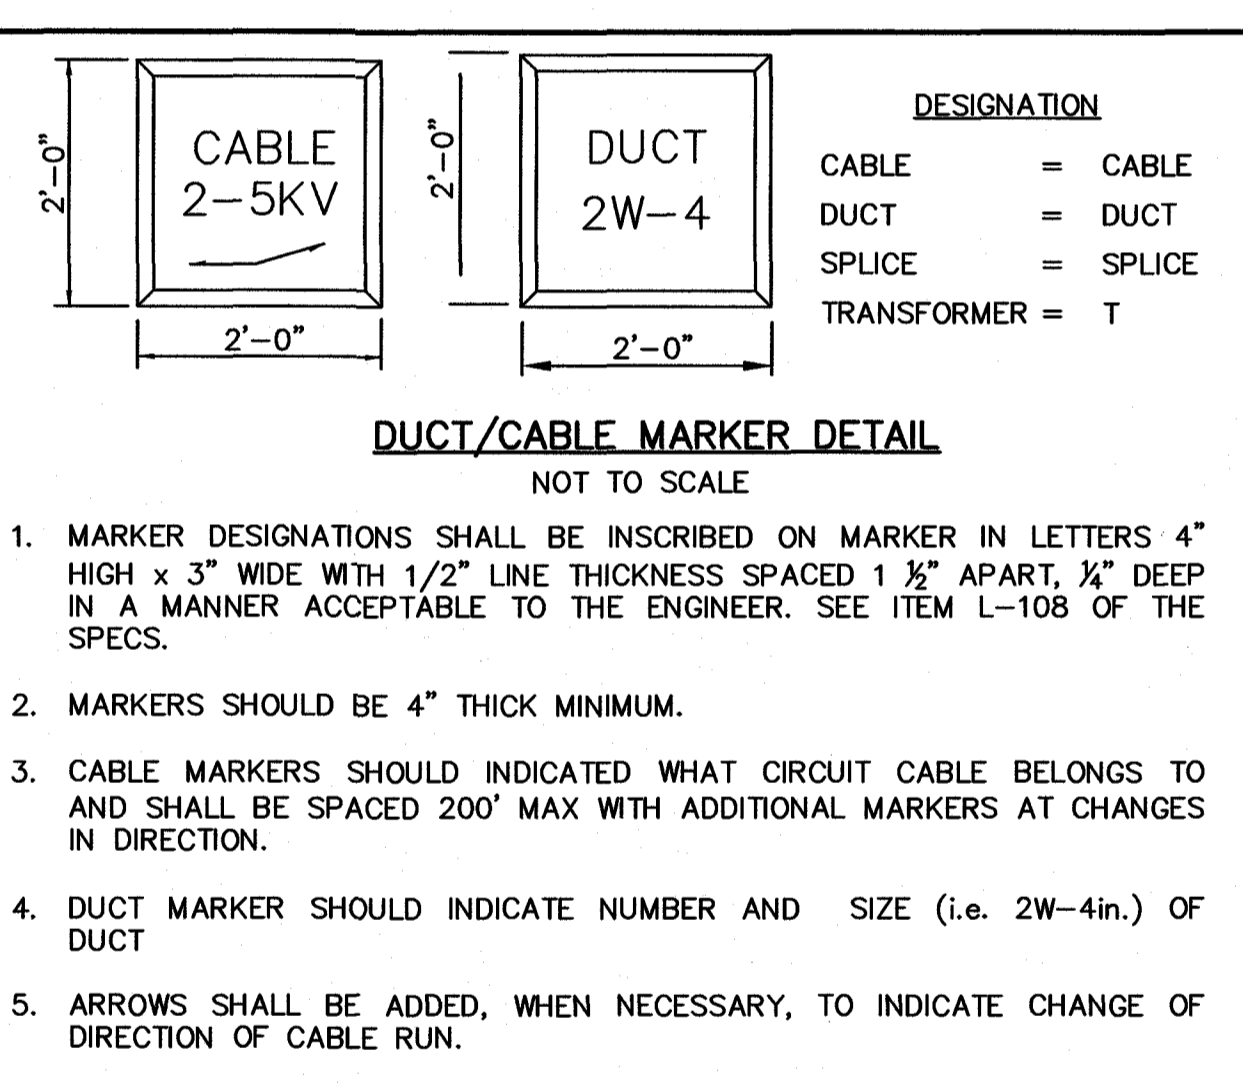 CABLE
2-5KV
2'-0"
2'-0"
DUCT
2W-4
2'-0"
2'-0"
DESIGNATION
CABLE = CABLE
DUCT = DUCT
SPLICE = SPLICE
TRANSFORMER = T
DUCT/CABLE MARKER DETAIL
NOT TO SCALE
1. MARKER DESIGNATIONS SHALL BE INSCRIBED ON MARKER IN LETTERS 4"
HIGH x 3" WIDE WITH 1/2" LINE THICKNESS SPACED 1 ½" APART, ¼" DEEP
IN A MANNER ACCEPTABLE TO THE ENGINEER. SEE ITEM L-108 OF THE
SPECS.
2. MARKERS SHOULD BE 4" THICK MINIMUM.
3. CABLE MARKERS SHOULD INDICATED WHAT CIRCUIT CABLE BELONGS TO
AND SHALL BE SPACED 200' MAX WITH ADDITIONAL MARKERS AT CHANGES
IN DIRECTION.
4. DUCT MARKER SHOULD INDICATE NUMBER AND SIZE (i.e. 2W-4in.) OF
DUCT
5. ARROWS SHALL BE ADDED, WHEN NECESSARY, TO INDICATE CHANGE OF
DIRECTION OF CABLE RUN.